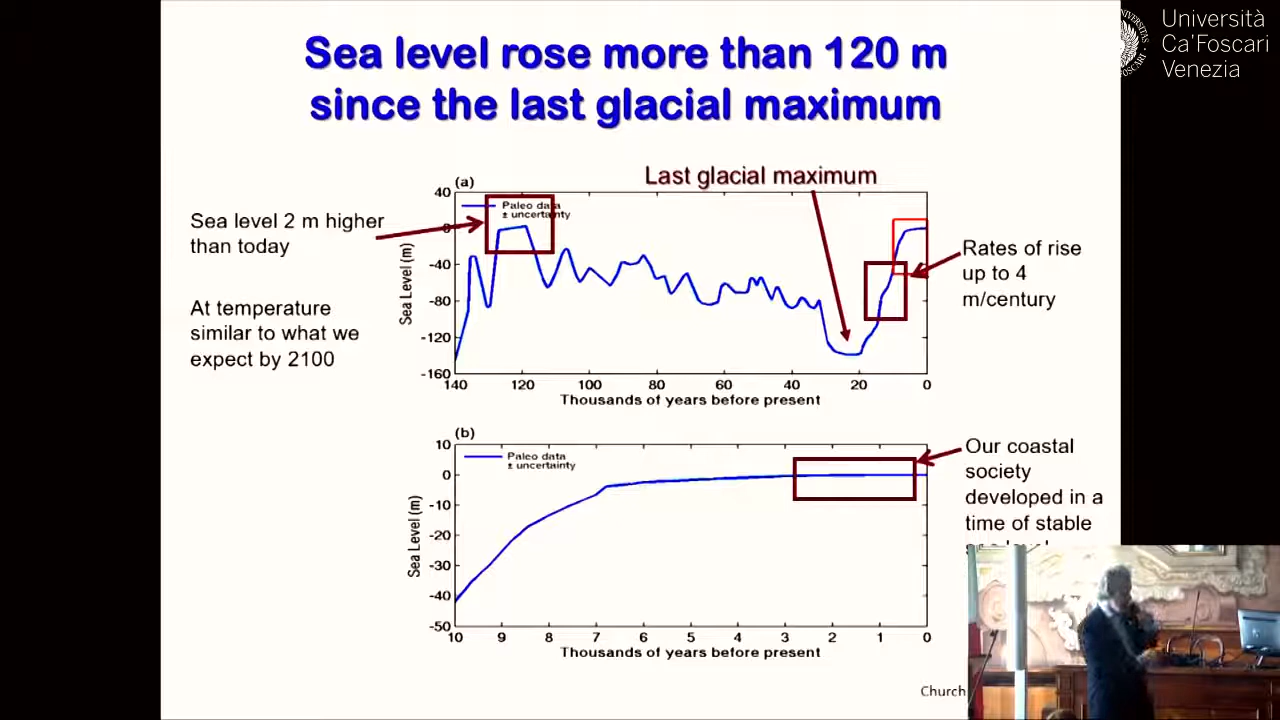 Università
Ca'Foscari
Venezia
Sea level rose more than 120 m
since the last glacial maximum
Last glacial maximum
(a)
Paleo data
± uncertainty
Sea level 2 m higher
than today
At temperature
similar to what we
expect by 2100
Rates of rise
up to 4
m/century
Sea Level (m)
40
0
-40
-80
-120
-160
140
120
100
80
60
40
20
0
Thousands of years before present
(b)
Paleo data
± uncertainty
Our coastal
society
developed in a
time of stable
Sea Level (m)
10
0
-10
-20
-30
-40
-50
10
9
8
7
6
5
4
3
2
1
0
Thousands of years before present
Church